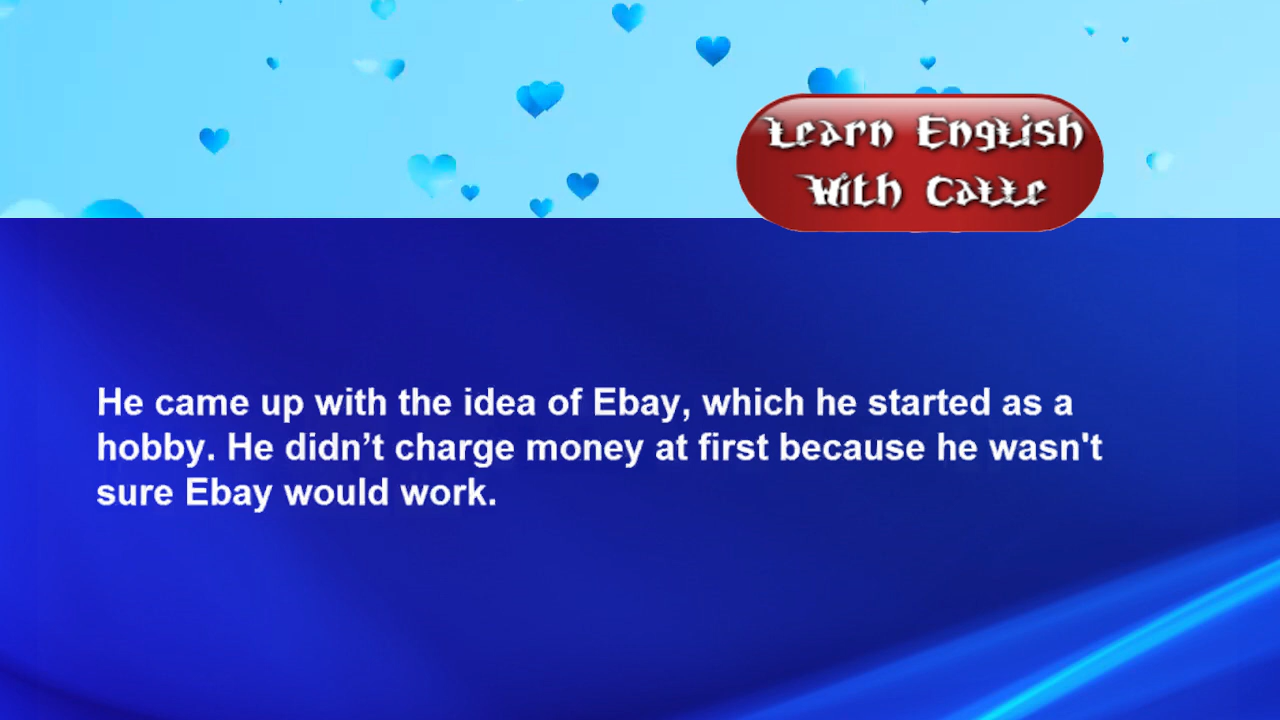 Learn English
With Calle
He came up with the idea of Ebay, which he started as a
hobby. He didn’t charge money at first because he wasn't
sure Ebay would work.